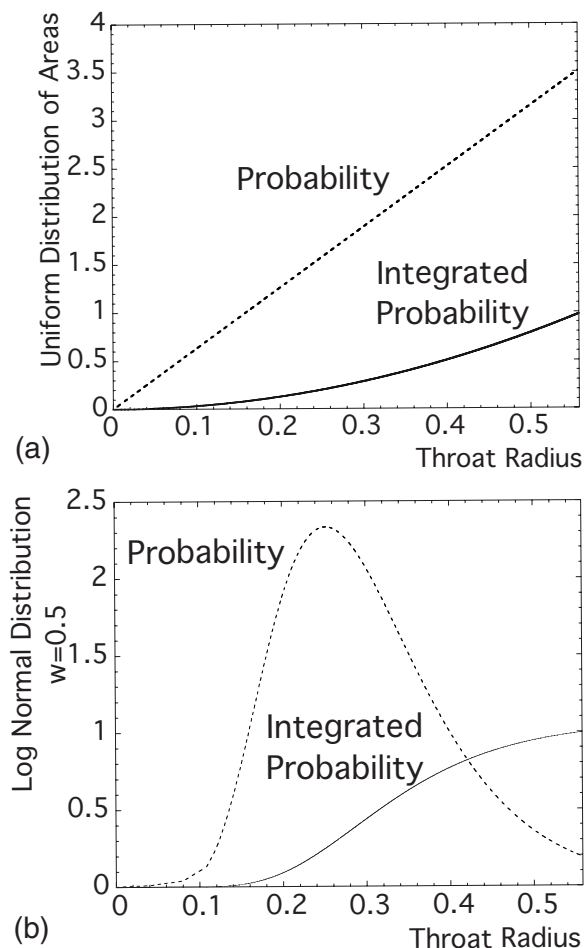 Uniform Distribution of Areas
4
3.5
3
2.5
2
1.5
1
0.5
0
Probability
Integrated
Probability
0 0.1 0.2 0.3 0.4 0.5
Throat Radius
(a)
Log Normal Distribution
w=0.5
2.5
2
1.5
1
0.5
0
Probability
Integrated
Probability
0 0.1 0.2 0.3 0.4 0.5
Throat Radius
(b)